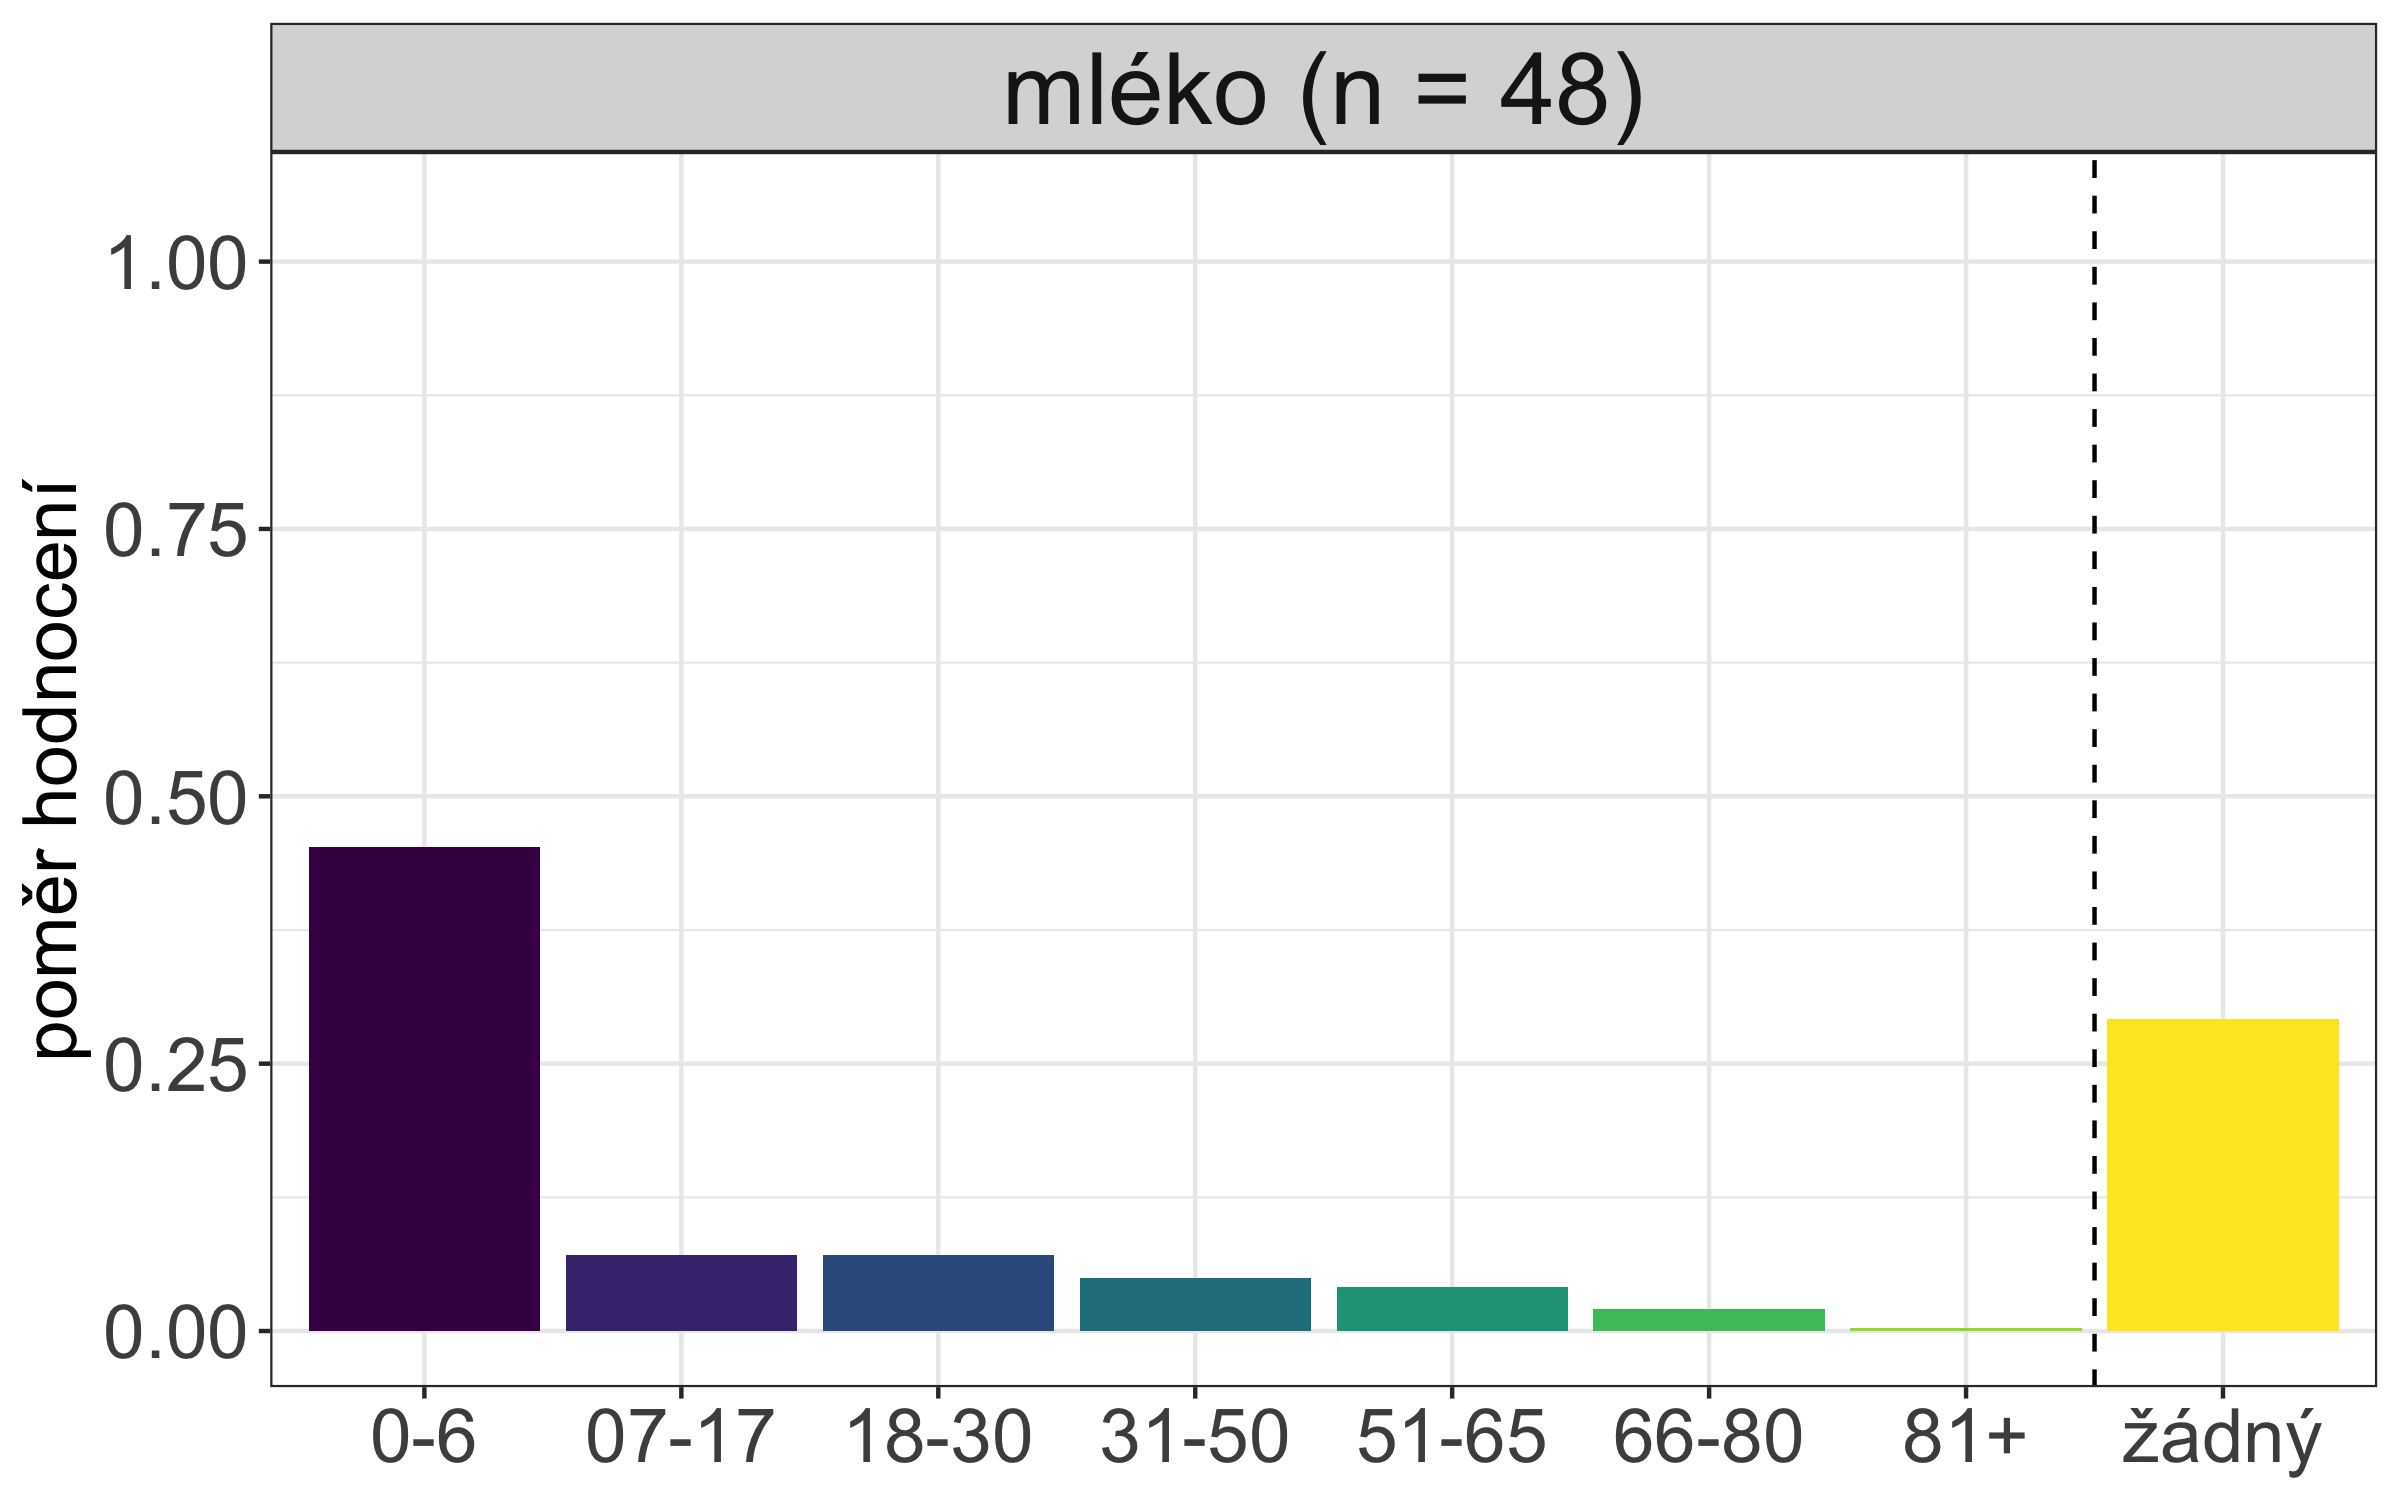 mléko (n = 48)
poměr hodnocení
1.00
0.75
0.50
0.25
0.00
0-6 07-17 18-30 31-50 51-65 66-80 81+ žádný